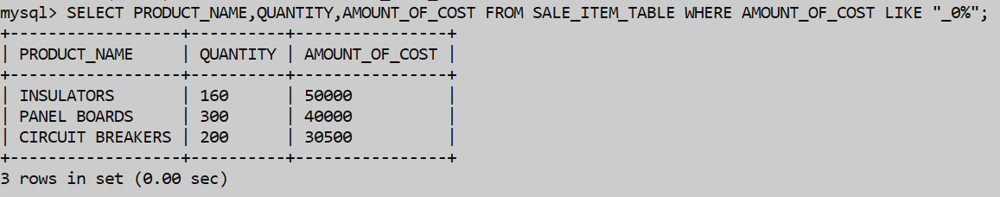 mysql> SELECT PRODUCT_NAME,QUANTITY,AMOUNT_OF_COST FROM SALE_ITEM_TABLE WHERE AMOUNT_OF_COST LIKE "_0%";
+------------------+----------+----------------+
| PRODUCT_NAME     | QUANTITY | AMOUNT_OF_COST |
+------------------+----------+----------------+
| INSULATORS       | 160      | 50000          |
| PANEL BOARDS     | 300      | 40000          |
| CIRCUIT BREAKERS | 200      | 30500          |
+------------------+----------+----------------+
3 rows in set (0.00 sec)